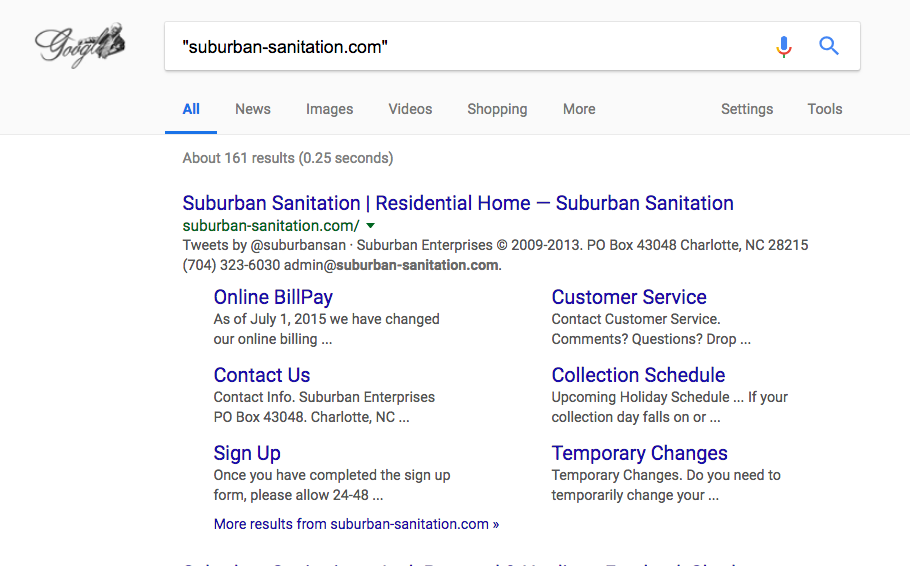 Google
"suburban-sanitation.com"
All News Images Videos Shopping More Settings Tools
About 161 results (0.25 seconds)
Suburban Sanitation | Residential Home — Suburban Sanitation
suburban-sanitation.com/
Tweets by @suburbansan · Suburban Enterprises © 2009-2013. PO Box 43048 Charlotte, NC 28215
(704) 323-6030 admin@suburban-sanitation.com.
Online BillPay
As of July 1, 2015 we have changed
our online billing ...
Customer Service
Contact Customer Service.
Comments? Questions? Drop ...
Contact Us
Contact Info. Suburban Enterprises
PO Box 43048. Charlotte, NC ...
Collection Schedule
Upcoming Holiday Schedule ... If your
collection day falls on or ...
Sign Up
Once you have completed the sign up
form, please allow 24-48 ...
Temporary Changes
Temporary Changes. Do you need to
temporarily change your ...
More results from suburban-sanitation.com »